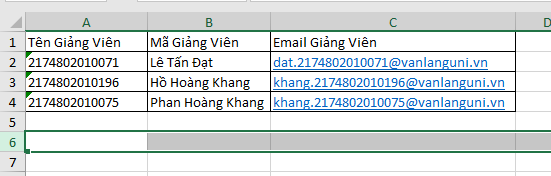 A B C D
1 Tên Giảng Viên Mã Giảng Viên Email Giảng Viên
2 2174802010071 Lê Tấn Đạt dat.2174802010071@vanlanguni.vn
3 2174802010196 Hồ Hoàng Khang khang.2174802010196@vanlanguni.vn
4 2174802010075 Phan Hoàng Khang khang.2174802010075@vanlanguni.vn
5
6
7